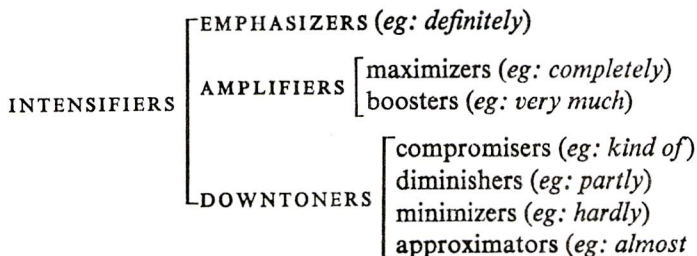 EMPHASIZERS (eg: definitely)
INTENSIFIERS
AMPLIFIERS
maximizers (eg: completely)
boosters (eg: very much)
DOWNTONERS
compromisers (eg: kind of)
diminishers (eg: partly)
minimizers (eg: hardly)
approximators (eg: almost